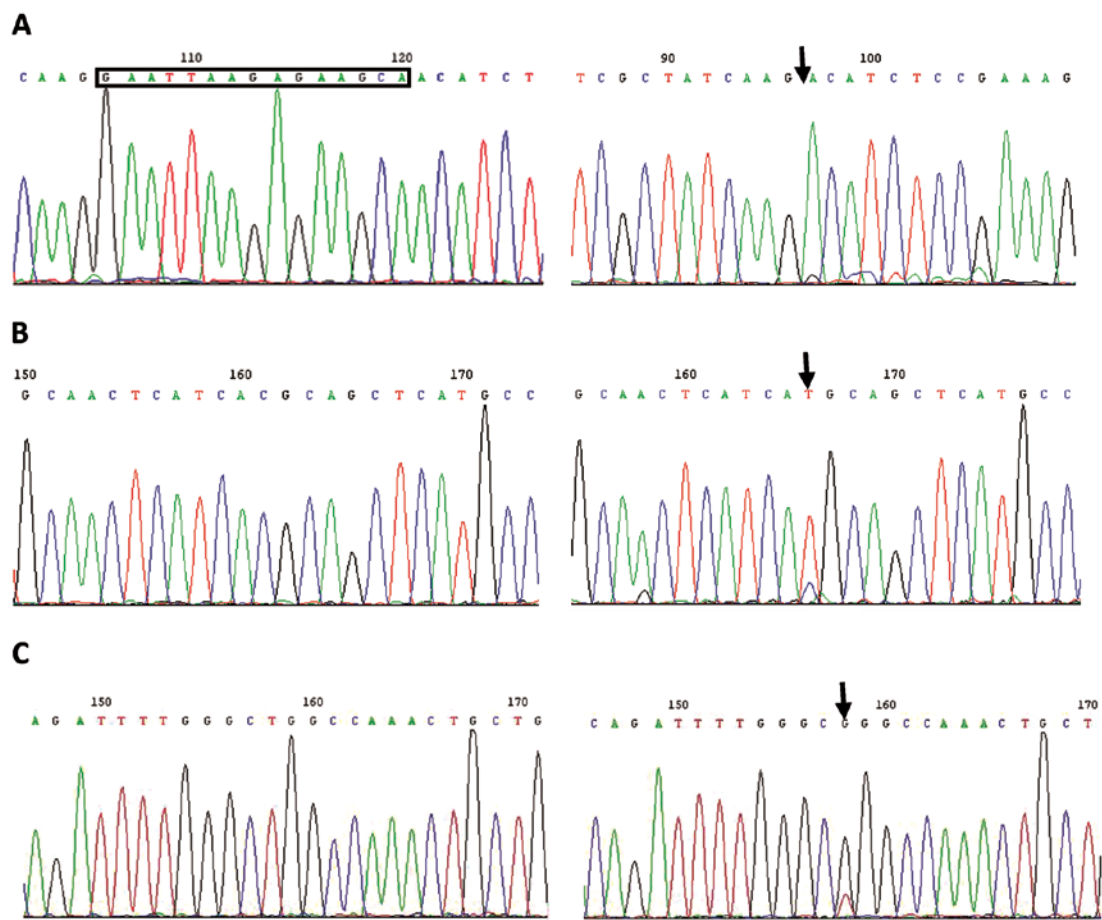 A
110 120
C A A G G A A T T A A G A G A A G C A A C A T C T
90 100
T C G C T A T C A A G A C A T C T C C G A A A G
B
150 160 170
G C A A C T C A T C A C G C A G C T C A T G C C
160 170
G C A A C T C A T C A T G C A G C T C A T G C C
C
150 160 170
A G A T T T T G G G C T G G C C A A A C T G C T G
150 160 170
C A G A T T T T G G G C G G G C C A A A C T G C T